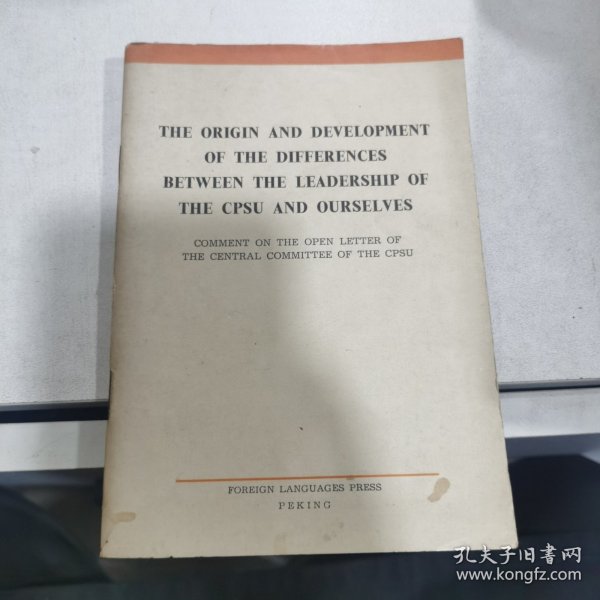 THE ORIGIN AND DEVELOPMENT
OF THE DIFFERENCES
BETWEEN THE LEADERSHIP OF
THE CPSU AND OURSELVES
COMMENT ON THE OPEN LETTER OF
THE CENTRAL COMMITTEE OF THE CPSU
FOREIGN LANGUAGES PRESS
PEKING
孔夫子旧书网
www.kongfz.com